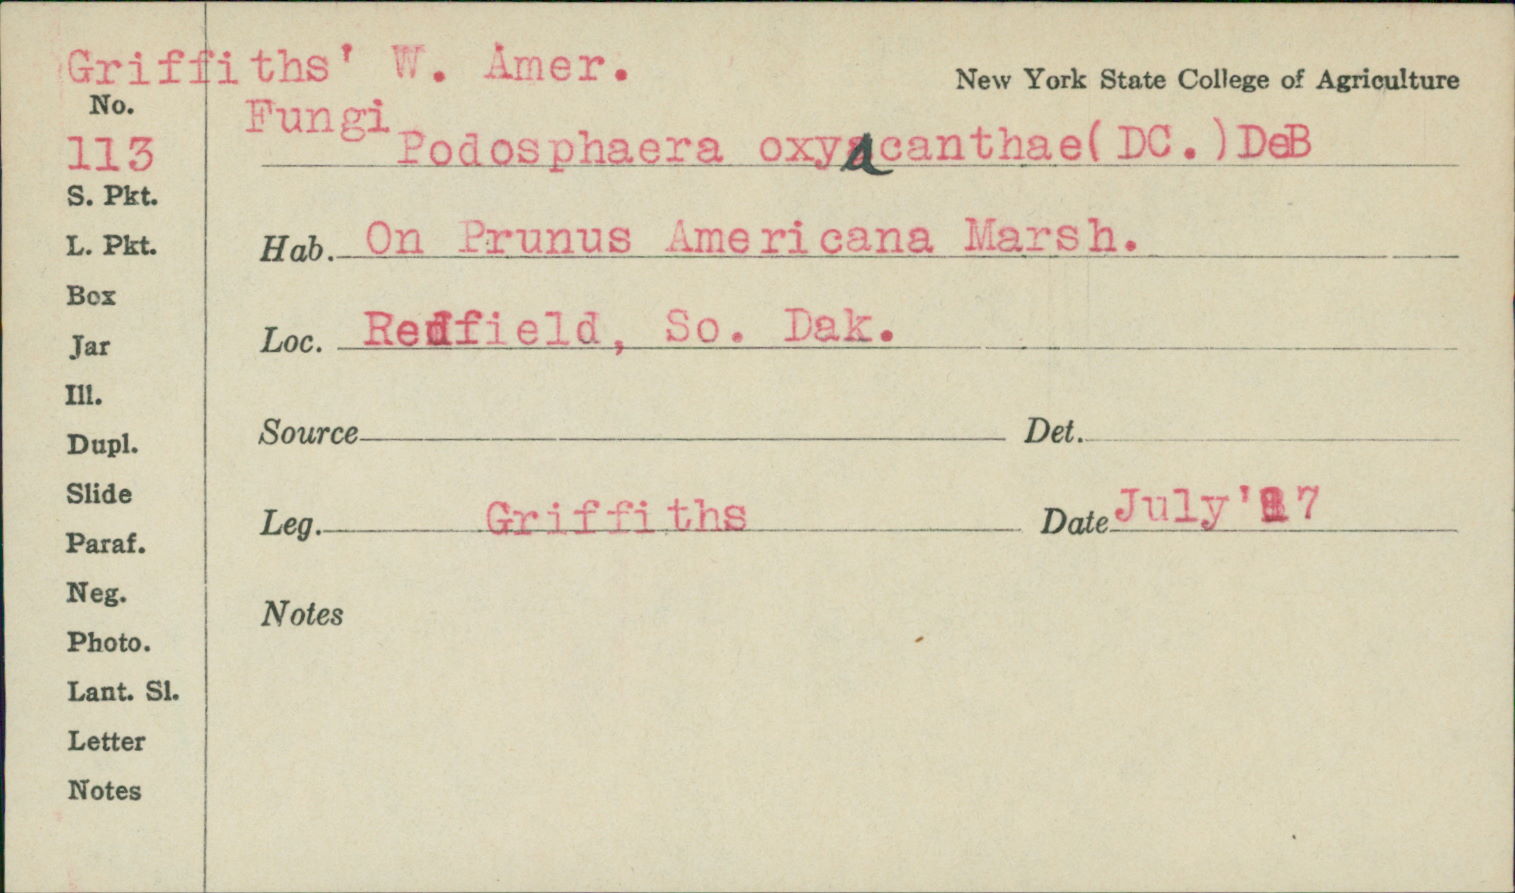 Griffiths' W. Amer.
New York State College of Agriculture
No.
Fungi
113
Podosphaera oxyacanthae(DC.)DeB
S. Pkt.
L. Pkt.
Hab. On Prunus Americana Marsh.
Box
Loc. Redfield, So. Dak.
Jar
Ill.
Source
Det.
Dupl.
Slide
Leg. Griffiths
Date July
Paraf.
Neg.
Notes
Photo.
Lant. Sl.
Letter
Notes